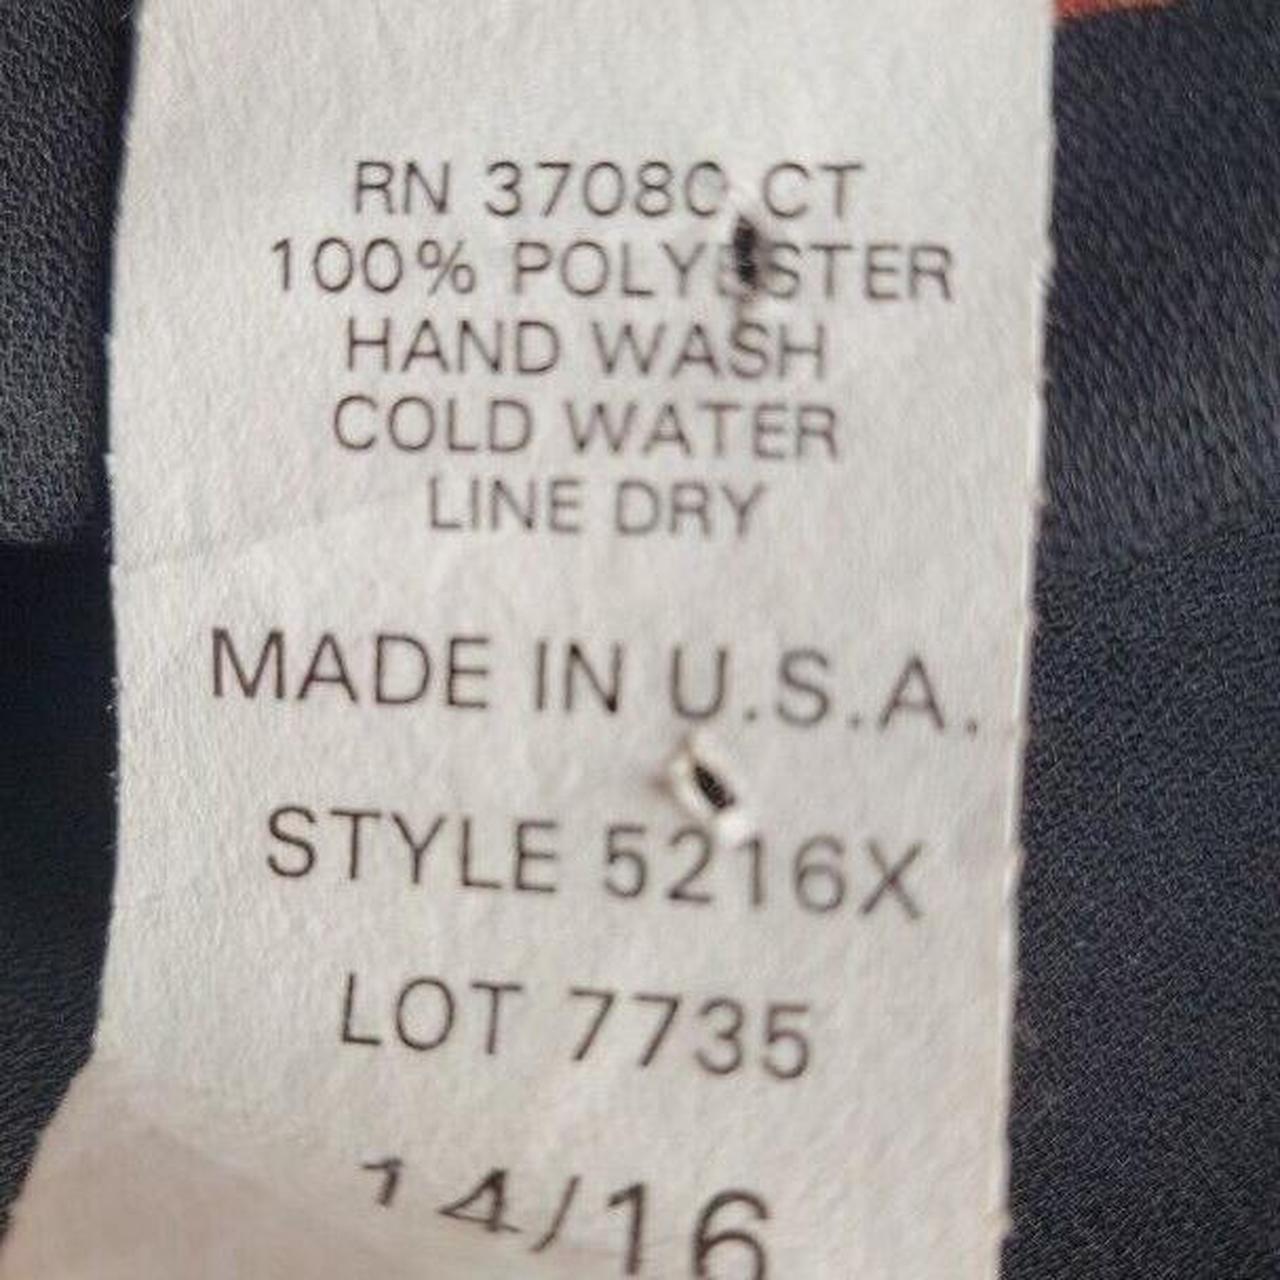 RN 37080 CT
100% POLYESTER
HAND WASH
COLD WATER
LINE DRY
MADE IN U.S.A.
STYLE 5216X
LOT 7735
14/16